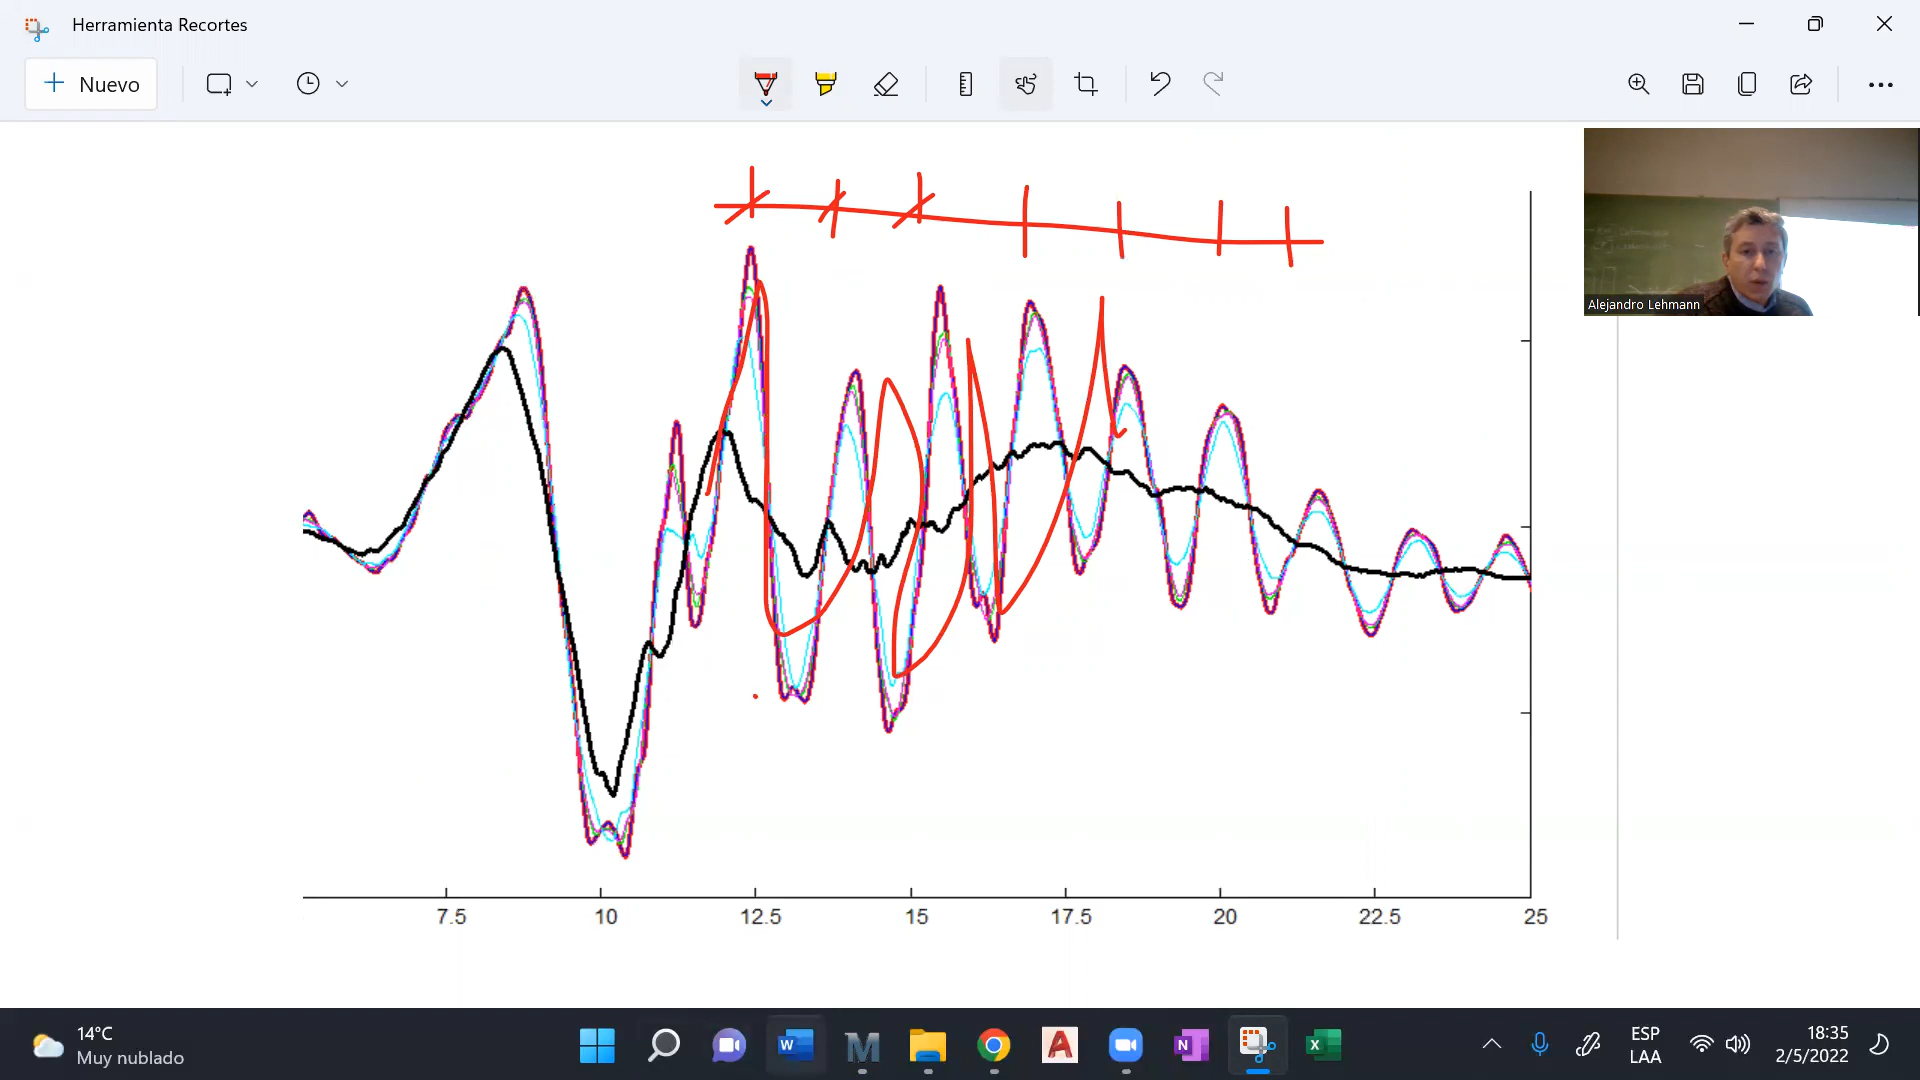 Herramienta Recortes
Nuevo
Alejandro Lehmann
7.5 10 12.5 15 17.5 20 22.5 25
14°C
Muy nublado
W
N
X
ESP
LAA
18:35
2/5/2022